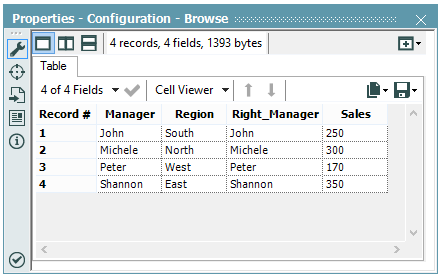 Properties - Configuration - Browse
4 records, 4 fields, 1393 bytes
Table
4 of 4 Fields Cell Viewer
Record # Manager Region Right_Manager Sales
1 John South John 250
2 Michele North Michele 300
3 Peter West Peter 170
4 Shannon East Shannon 350